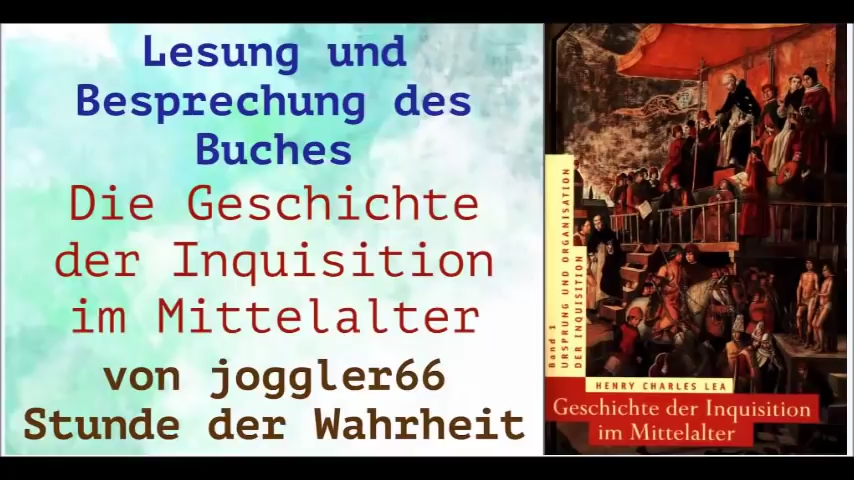 Lesung und
Besprechung des
Buches
Die Geschichte
der Inquisition
im Mittelalter
von joggler66
Stunde der Wahrheit
Band 1
URSPRUNG UND ORGANISATION
DER INQUISITION
HENRY CHARLES LEA
Geschichte der Inquisition
im Mittelalter